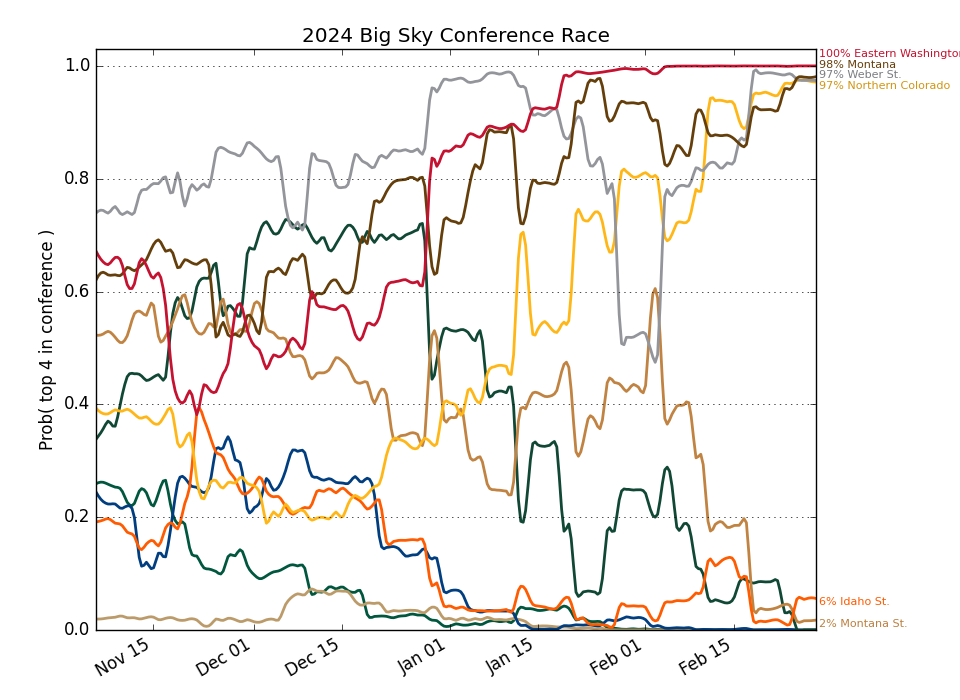 2024 Big Sky Conference Race
Prob( top 4 in conference )
1.0
0.8
0.6
0.4
0.2
0.0
Nov 15
Dec 01
Dec 15
Jan 01
Jan 15
Feb 01
Feb 15
100% Eastern Washington
98% Montana
97% Weber St.
97% Northern Colorado
6% Idaho St.
2% Montana St.